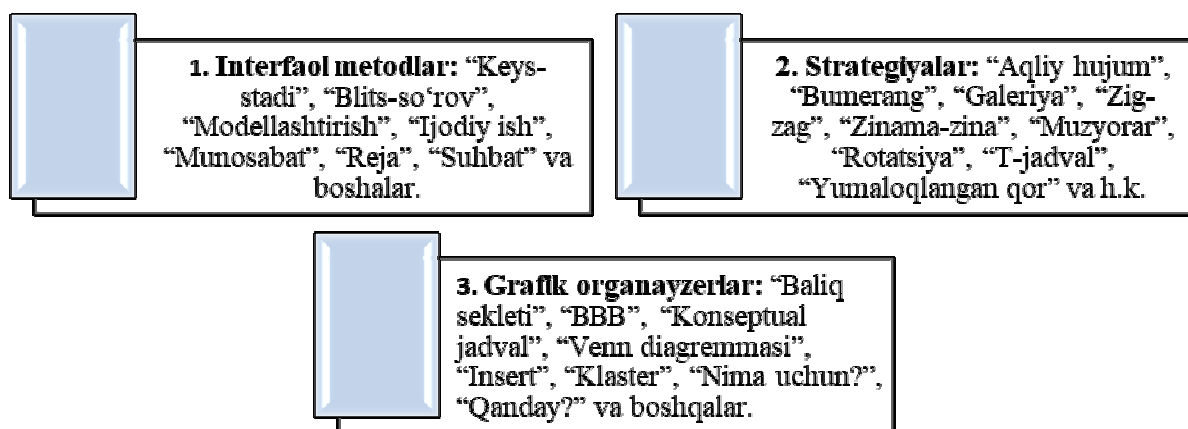 1. Interfaol metodlar: “Keys-
stadi”, “Blits-so‘rov”,
“Modellashtirish”, “Ijodiy ish”,
“Munosabat”, “Reja”, “Suhbat” va
boshalar.
2. Strategiyalar: “Aqliy hujum”,
“Bumerang”, “Galeriya”, “Zig-
zag”, “Zinama-zina”, “Muzyorar”,
“Rotatsiya”, “T-jadval”,
“Yumaloqlangan qor” va h.k.
3. Grafik organayzerlar: “Baliq
sekleti”, “BBB”, “Konseptual
jadval”, “Venn diagremmasi”,
“Insert”, “Klaster”, “Nima uchun?”,
“Qanday?” va boshqalar.